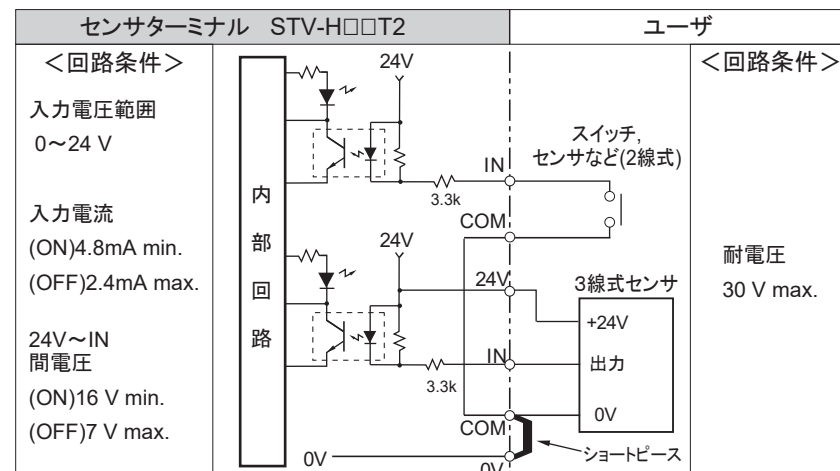 センサターミナル STV-H□□T2
ユーザ
＜回路条件＞
入力電圧範囲
0～24 V
入力電流
(ON)4.8mA min.
(OFF)2.4mA max.
24V～IN
間電圧
(ON)16 V min.
(OFF)7 V max.
内
部
回
路
24V
IN
3.3k
COM
24V
24V
IN
3.3k
COM
0V
0V
スイッチ,
センサなど(2線式)
3線式センサ
+24V
出力
0V
ショートピース
＜回路条件＞
耐電圧
30 V max.